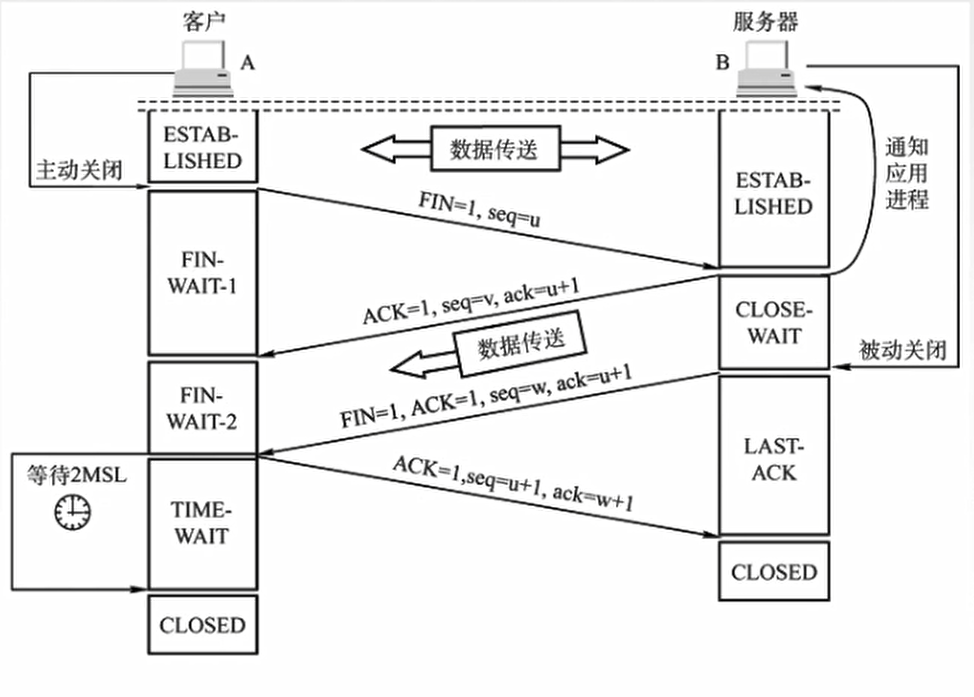 客户
服务器
A
B
ESTAB-
LISHED
数据传送
通知
应用
进程
主动关闭
FIN=1, seq=u
ESTAB-
LISHED
FIN-
WAIT-1
ACK=1, seq=v, ack=u+1
CLOSE-
WAIT
数据传送
被动关闭
FIN-
WAIT-2
FIN=1, ACK=1, seq=w, ack=u+1
LAST-
ACK
等待2MSL
ACK=1,seq=u+1, ack=w+1
TIME-
WAIT
CLOSED
CLOSED